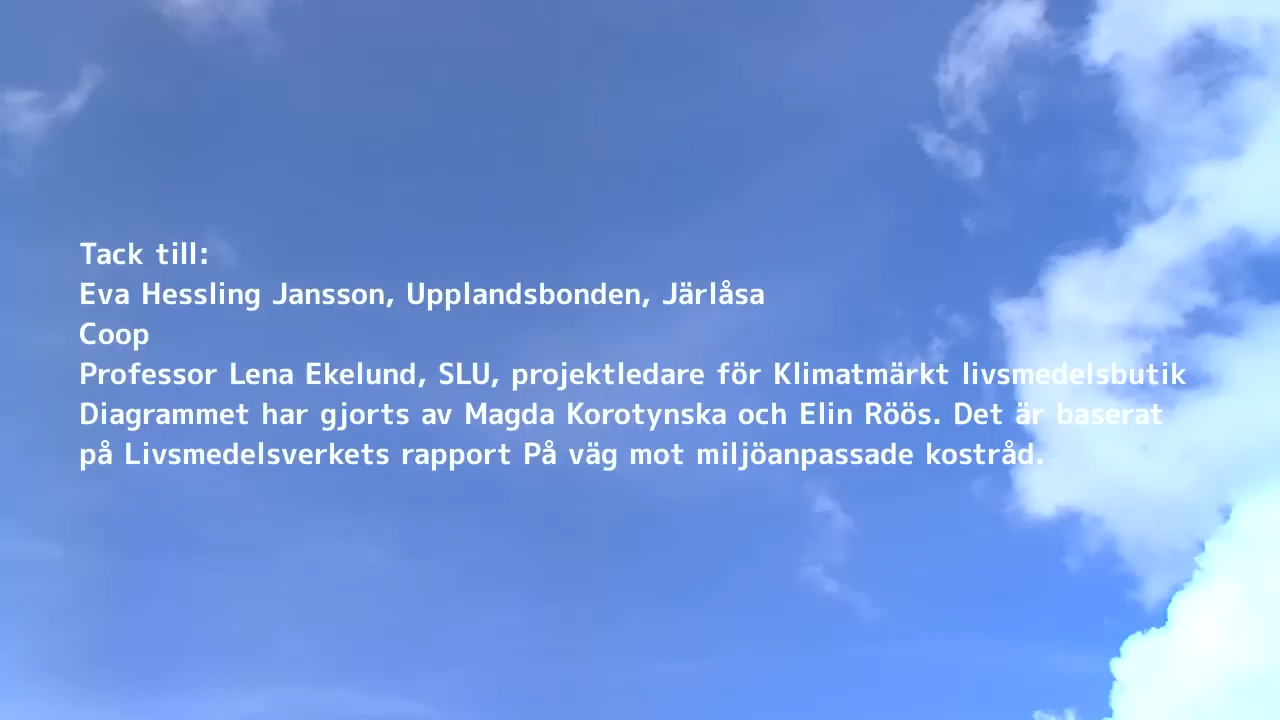 Tack till:
Eva Hessling Jansson, Upplandsbonden, Järlåsa
Coop
Professor Lena Ekelund, SLU, projektledare för Klimatmärkt livsmedelsbutik
Diagrammet har gjorts av Magda Korotynska och Elin Röös. Det är baserat
på Livsmedelsverkets rapport På väg mot miljöanpassade kostråd.